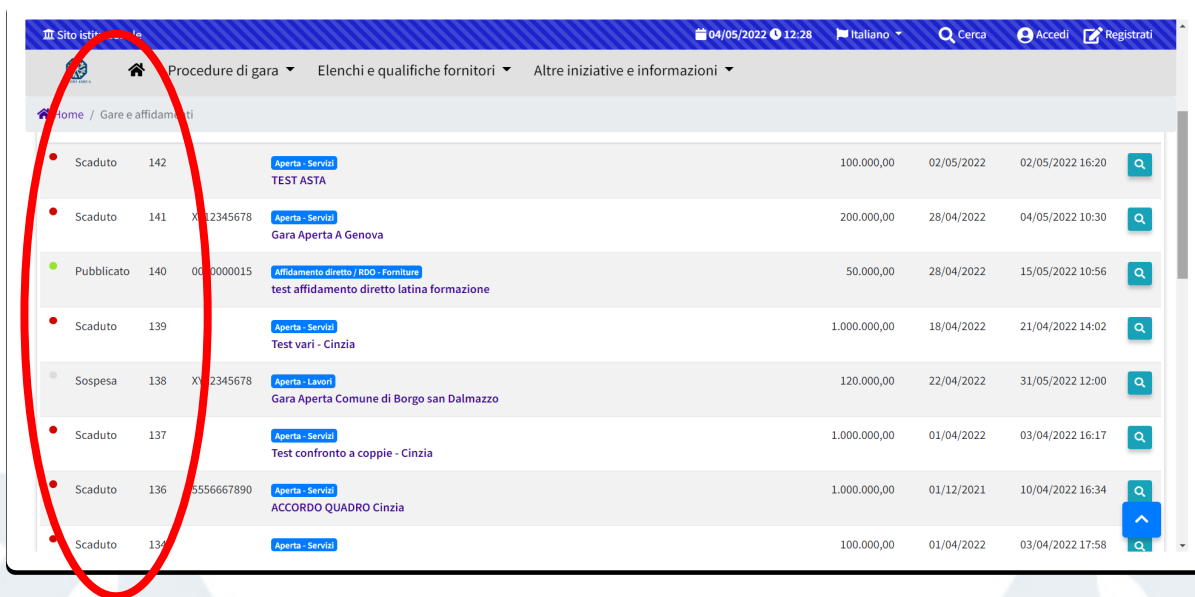 Sito istituzionale 04/05/2022 12:28 Italiano Cerca Accedi Registrati
Procedure di gara Elenchi e qualifiche fornitori Altre iniziative e informazioni
Home / Gare e affidamenti
Scaduto 142 Aperta - Servizi 100.000,00 02/05/2022 02/05/2022 16:20
TEST ASTA
Scaduto 141 Aperta - Servizi 200.000,00 28/04/2022 04/05/2022 10:30
Gara Aperta A Genova
Pubblicato 140 Affidamento diretto / RDO - Forniture 50.000,00 28/04/2022 15/05/2022 10:56
test affidamento diretto latina formazione
Scaduto 139 Aperta - Servizi 1.000.000,00 18/04/2022 21/04/2022 14:02
Test vari - Cinzia
Sospesa 138 Aperta - Lavori 120.000,00 22/04/2022 31/05/2022 12:00
Gara Aperta Comune di Borgo san Dalmazzo
Scaduto 137 Aperta - Servizi 1.000.000,00 01/04/2022 03/04/2022 16:17
Test confronto a coppie - Cinzia
Scaduto 136 5556667890 Aperta - Servizi 1.000.000,00 01/12/2021 10/04/2022 16:34
ACCORDO QUADRO Cinzia
Scaduto 134 Aperta - Servizi 100.000,00 01/04/2022 03/04/2022 17:58